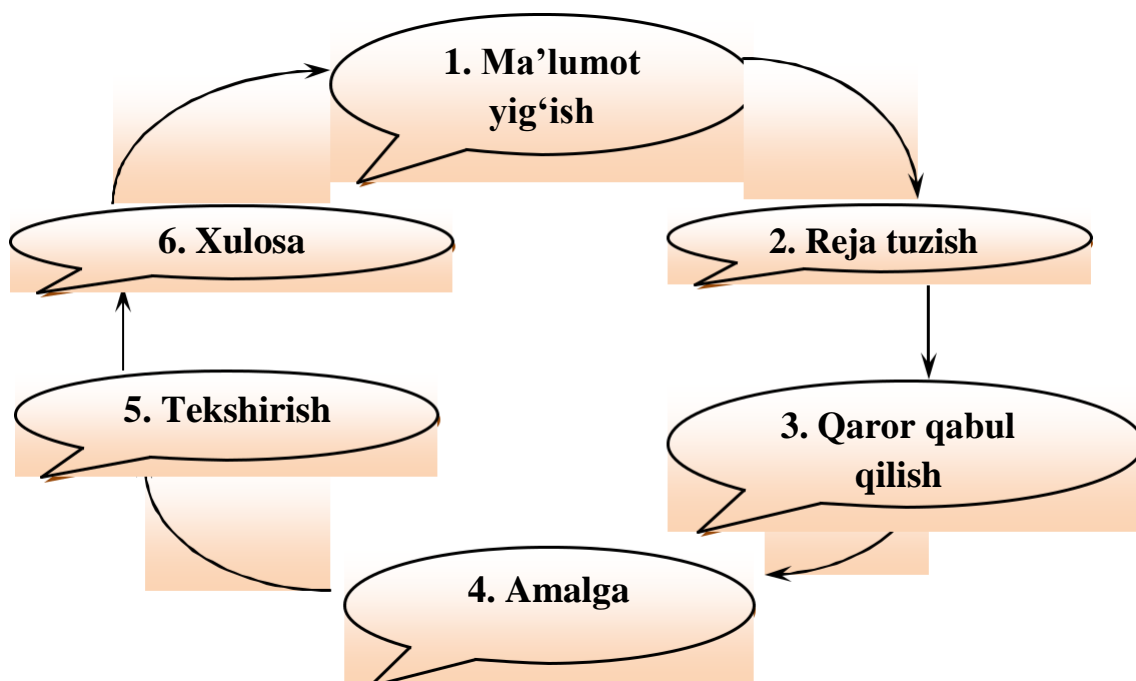 1. Ma’lumot
yig‘ish
2. Reja tuzish
3. Qaror qabul
qilish
4. Amalga
5. Tekshirish
6. Xulosa